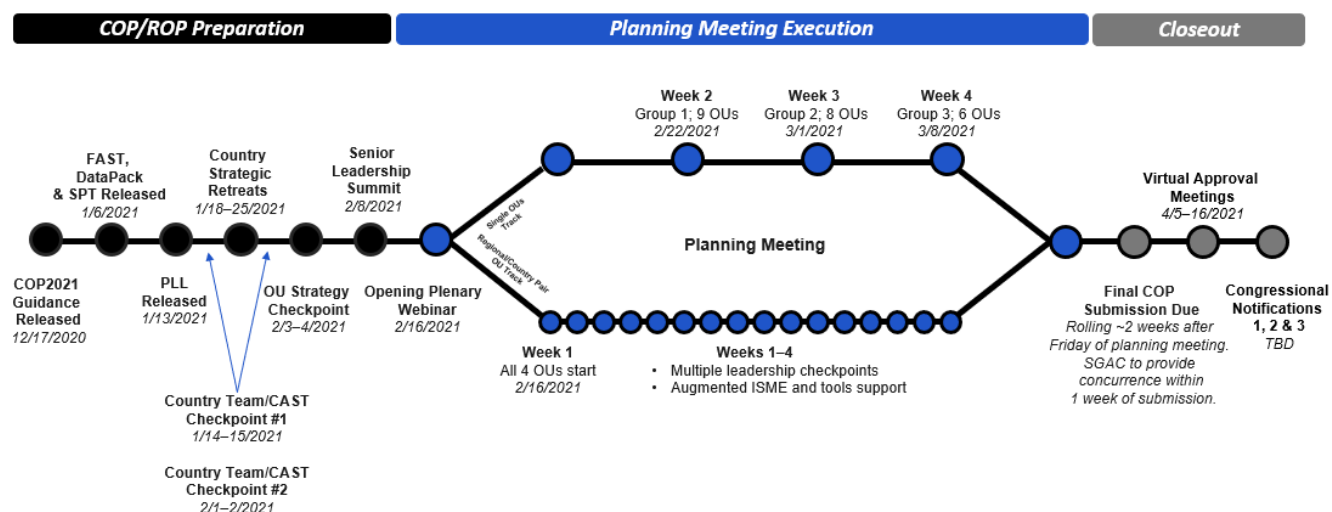 COP/ROP Preparation
Planning Meeting Execution
Closeout
FAST,
DataPack
& SPT Released
1/6/2021
Country
Strategic
Retreats
1/18–25/2021
Senior
Leadership
Summit
2/8/2021
Week 2
Group 1; 9 OUs
2/22/2021
Week 3
Group 2; 8 OUs
3/1/2021
Week 4
Group 3; 6 OUs
3/8/2021
Virtual Approval
Meetings
4/5–16/2021
Single OUs
Track
Regional/Country Pair
OU Track
Planning Meeting
COP2021
Guidance
Released
12/17/2020
PLL
Released
1/13/2021
OU Strategy
Checkpoint
2/3–4/2021
Opening Plenary
Webinar
2/16/2021
Week 1
All 4 OUs start
2/16/2021
Weeks 1–4
• Multiple leadership checkpoints
• Augmented ISME and tools support
Final COP
Submission Due
Rolling ~2 weeks after
Friday of planning meeting.
SGAC to provide
concurrence within
1 week of submission.
Congressional
Notifications
1, 2 & 3
TBD
Country Team/CAST
Checkpoint #1
1/14–15/2021
Country Team/CAST
Checkpoint #2
2/1–2/2021